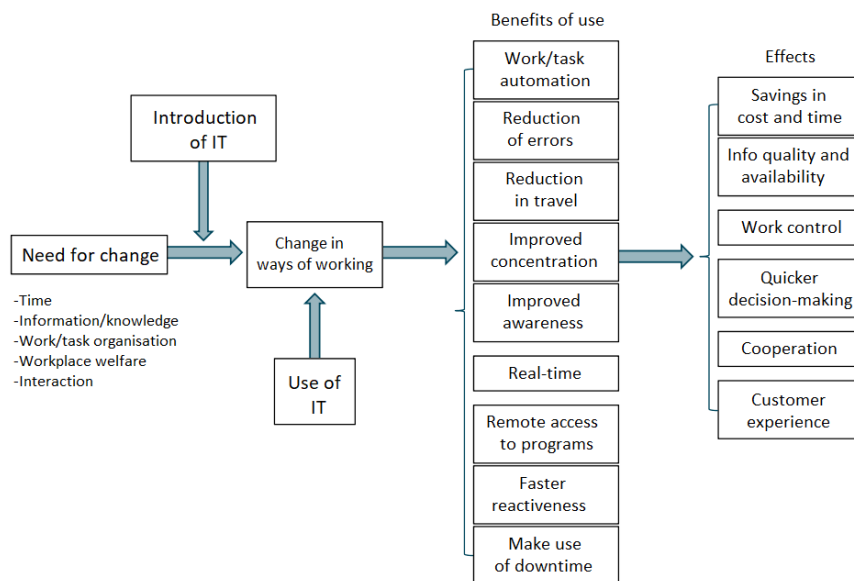 Introduction
of IT
Need for change
-Time
-Information/knowledge
-Work/task organisation
-Workplace welfare
-Interaction
Change in
ways of working
Use of
IT
Benefits of use
Work/task
automation
Reduction
of errors
Reduction
in travel
Improved
concentration
Improved
awareness
Real-time
Remote access
to programs
Faster
reactiveness
Make use
of downtime
Effects
Savings in
cost and time
Info quality and
availability
Work control
Quicker
decision-making
Cooperation
Customer
experience